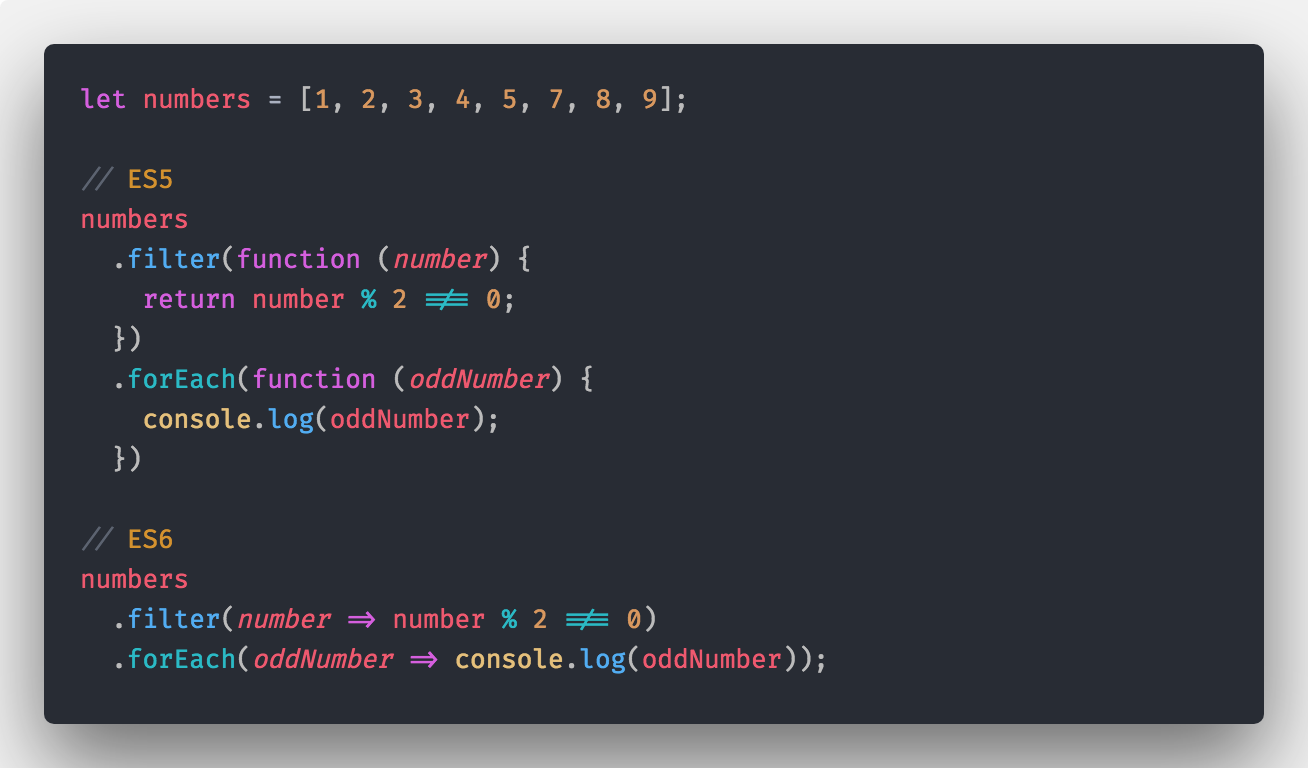 let numbers = [1, 2, 3, 4, 5, 7, 8, 9];
// ES5
numbers
  .filter(function (number) {
    return number % 2 !== 0;
  })
  .forEach(function (oddNumber) {
    console.log(oddNumber);
  })
// ES6
numbers
  .filter(number => number % 2 !== 0)
  .forEach(oddNumber => console.log(oddNumber));